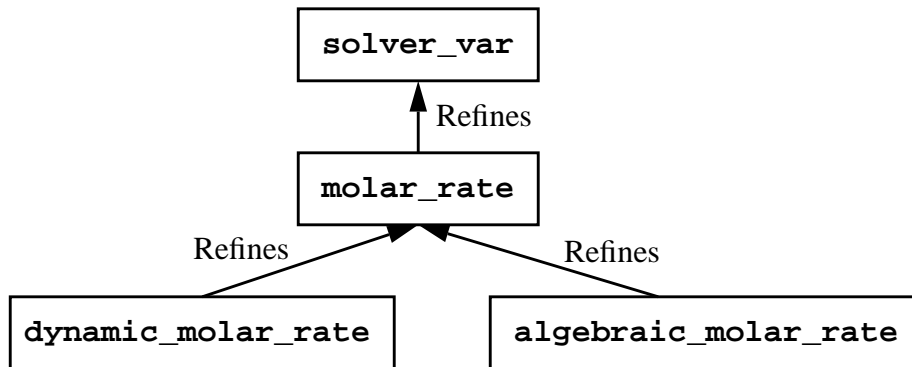 solver_var
Refines
molar_rate
Refines
Refines
dynamic_molar_rate
algebraic_molar_rate